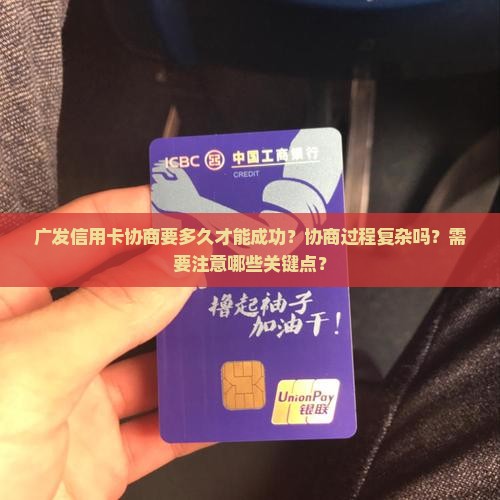 ICBC 中国工商银行
CREDIT
广发信用卡协商要多久才能成功？协商过程复杂吗？需
要注意哪些关键点？
撸起袖子
加油干！
UnionPay
银联